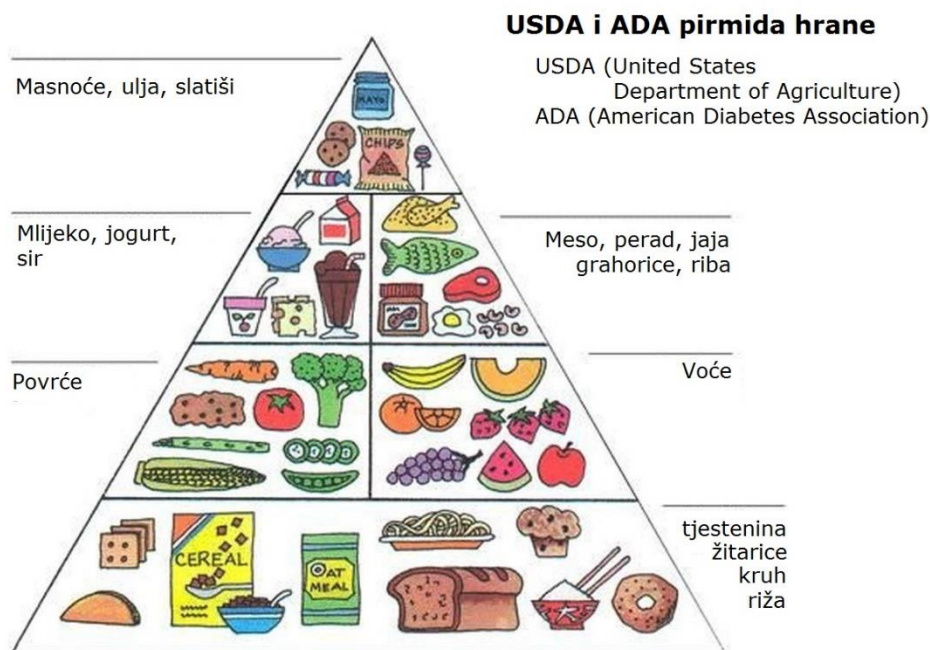 USDA i ADA pirmida hrane
USDA (United States
Department of Agriculture)
ADA (American Diabetes Association)
Masnoće, ulja, slatiši
MAYO
CHIPS
Mlijeko, jogurt,
sir
Meso, perad, jaja
grahorice, riba
Povrće
Voće
tjestenina
žitarice
kruh
riža
CEREAL
OAT
MEAL